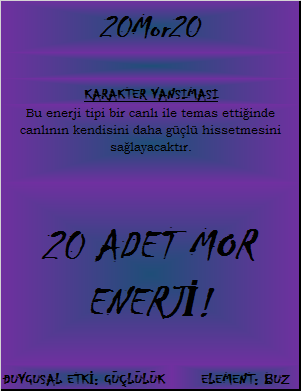 20Mor20
KARAKTER YANSIMASI
Bu enerji tipi bir canlı ile temas ettiğinde
canlının kendisini daha güçlü hissetmesini
sağlayacaktır.
20 ADET MOR
ENERJİ!
DUYGUSAL ETKİ: GÜÇLÜLÜK ELEMENT: BUZ